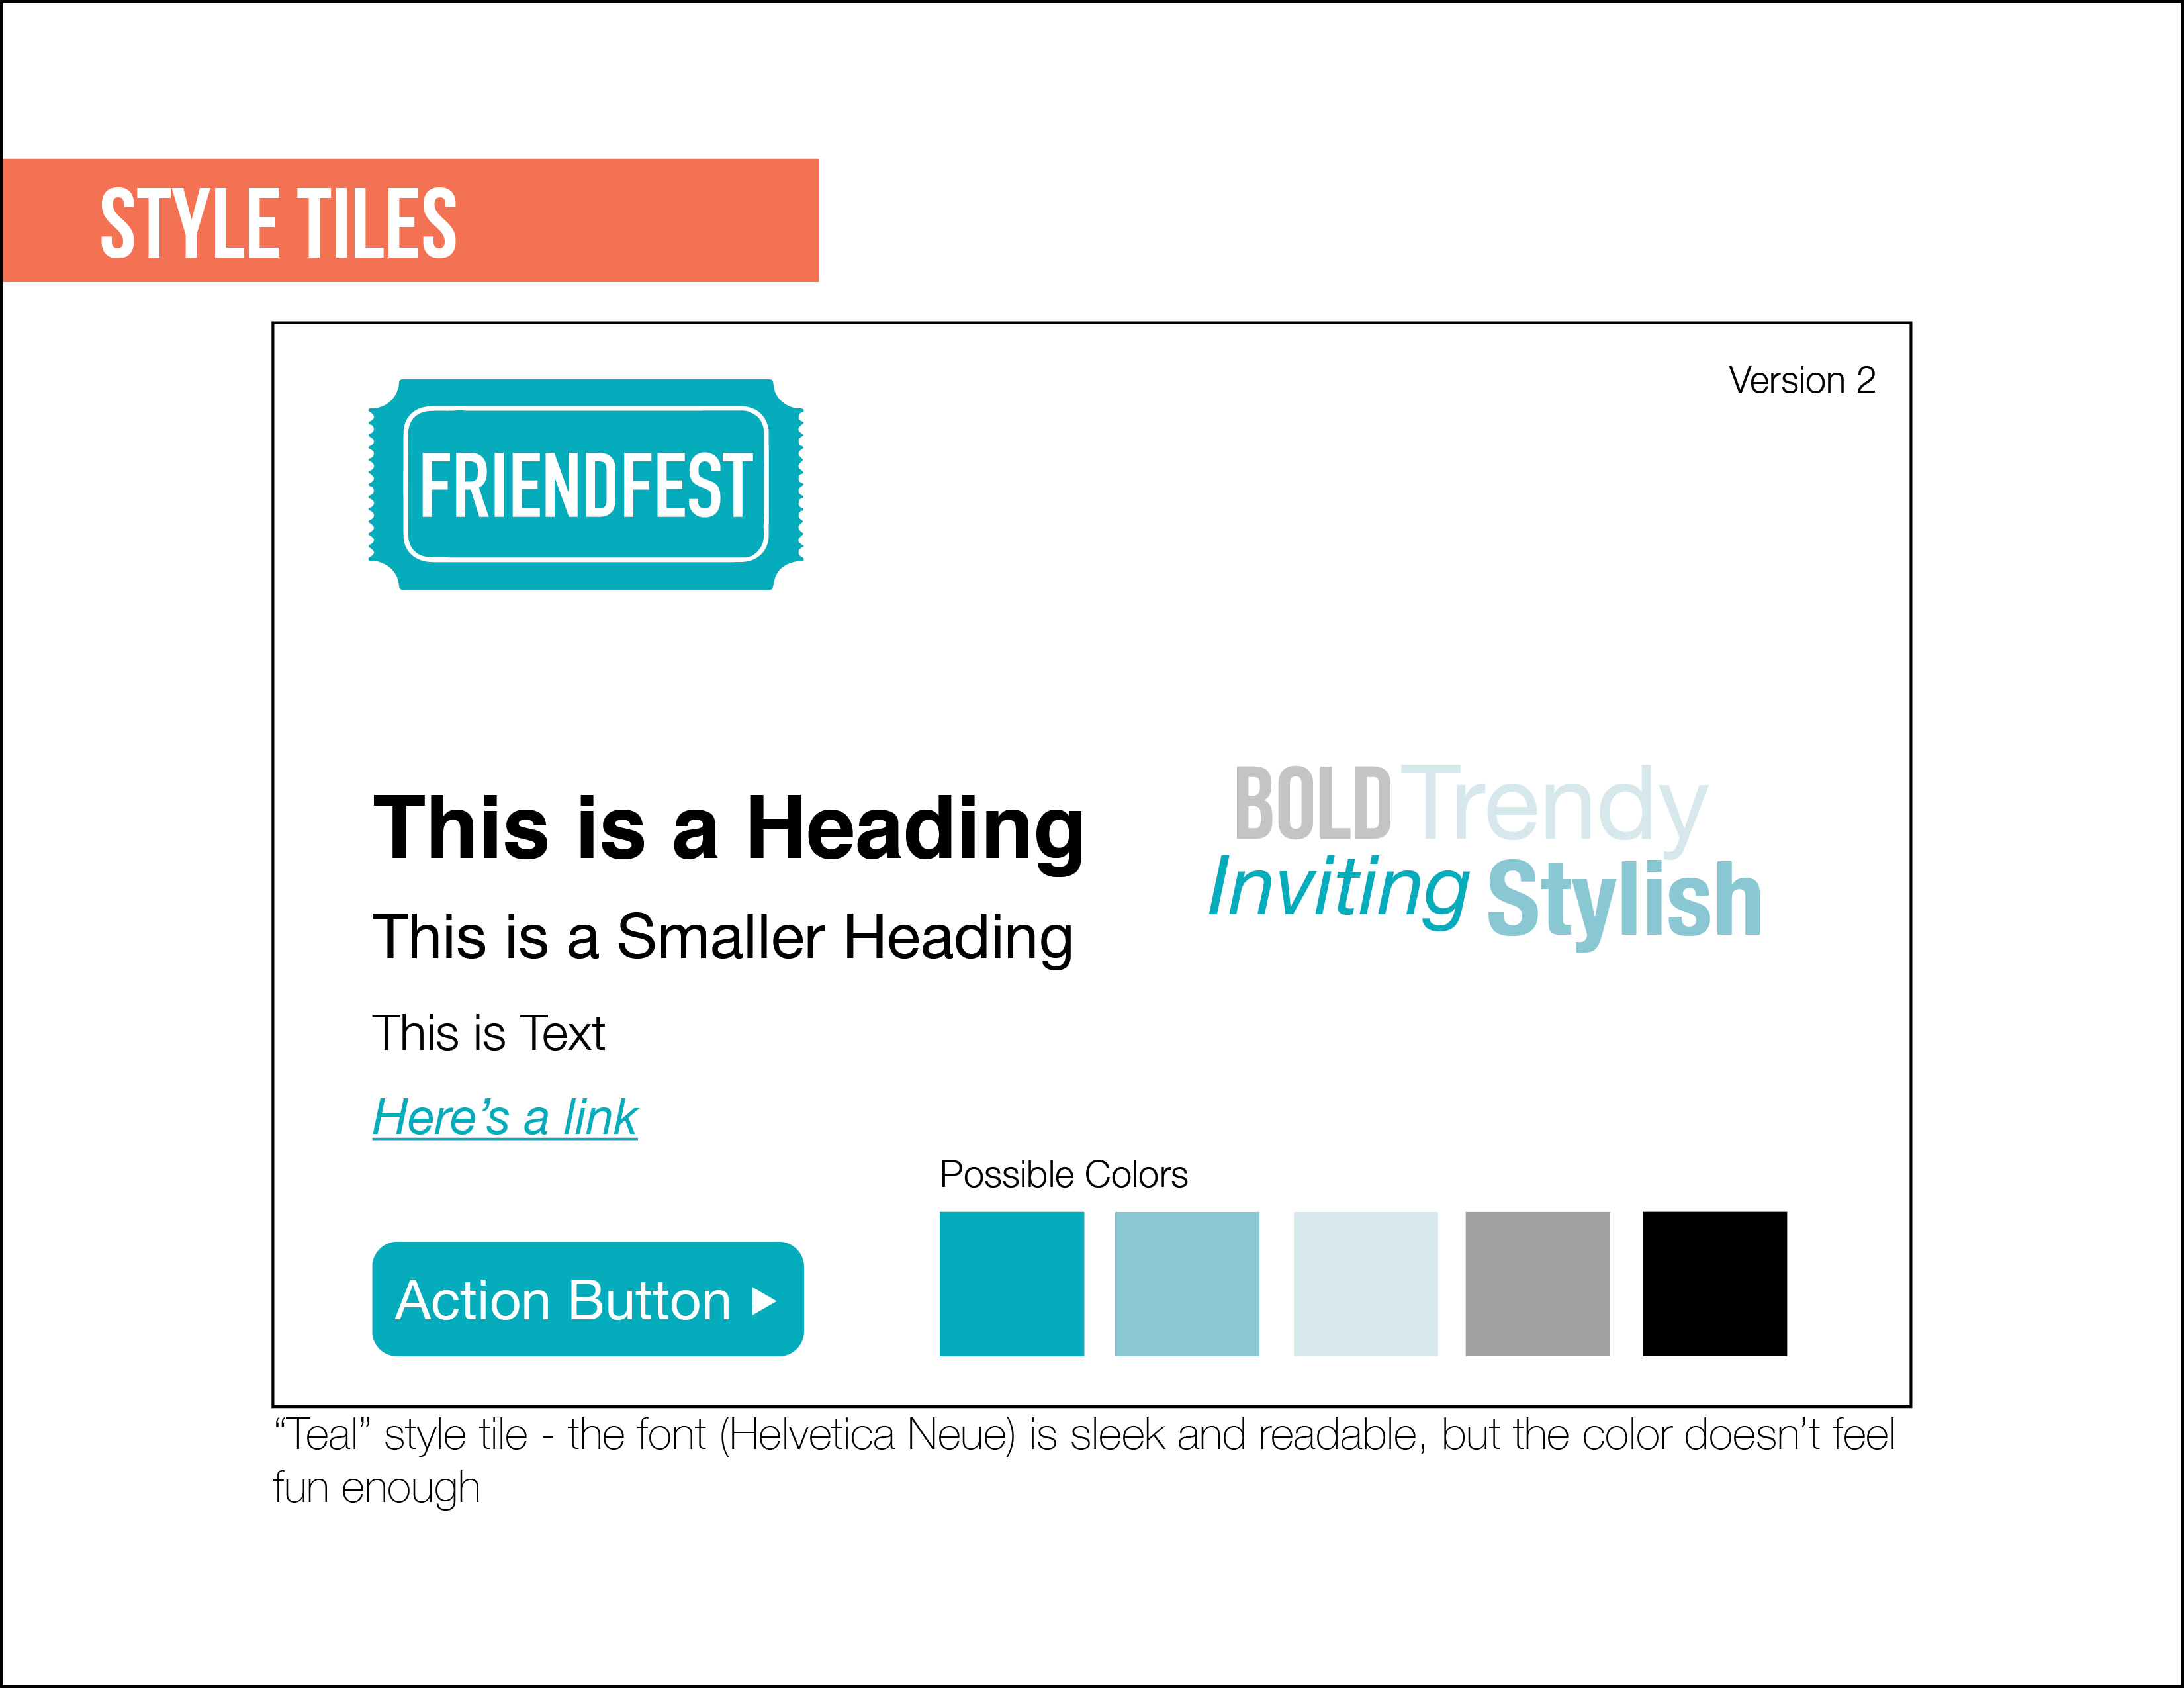 STYLE TILES
Version 2
FRIENDFEST
This is a Heading
This is a Smaller Heading
This is Text
Here’s a link
BOLD Trendy
Inviting Stylish
Possible Colors
Action Button
“Teal” style tile - the font (Helvetica Neue) is sleek and readable, but the color doesn’t feel
fun enough